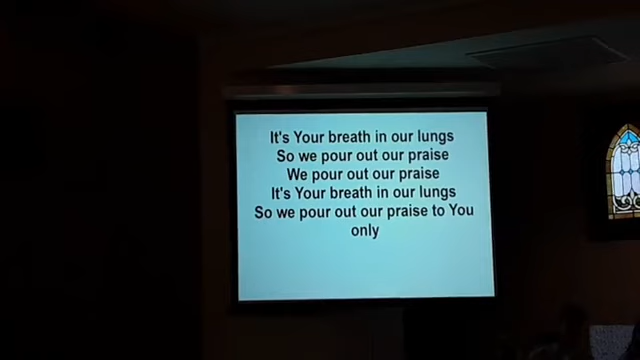 It's Your breath in our lungs
So we pour out our praise
We pour out our praise
It's Your breath in our lungs
So we pour out our praise to You
only